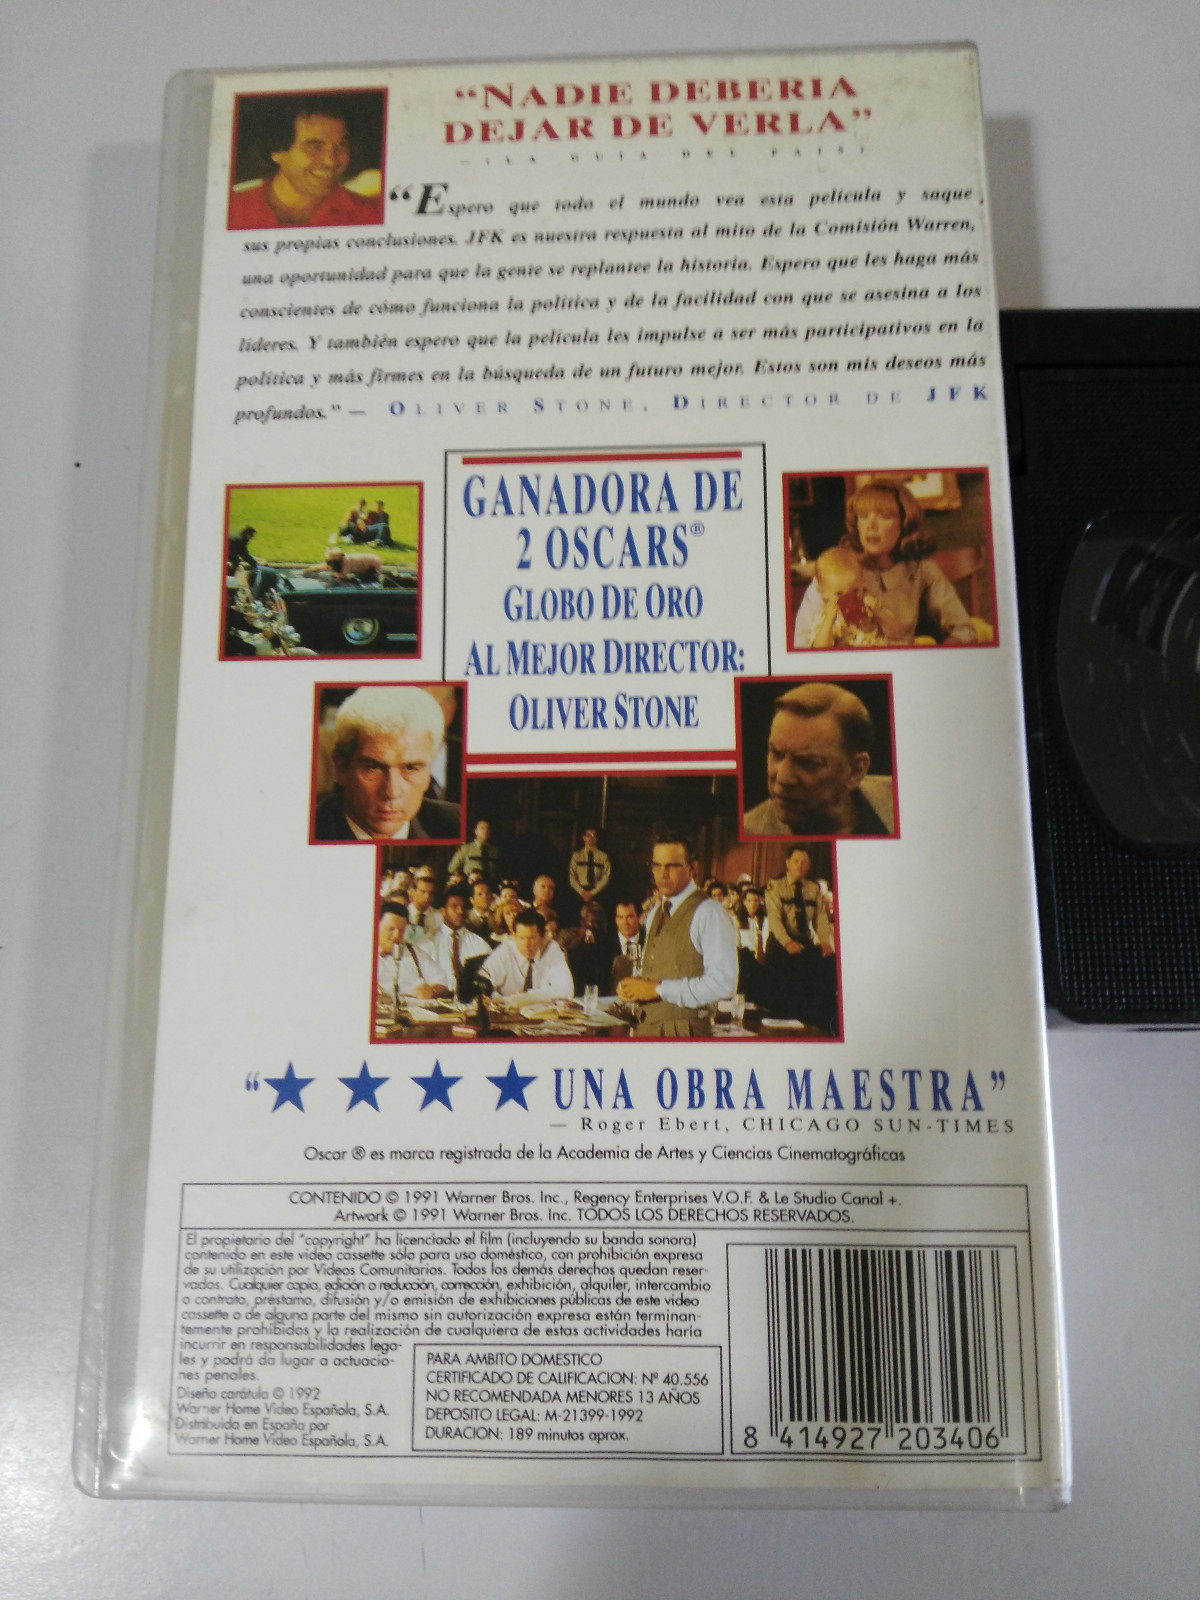 “NADIE DEBERIA
DEJAR DE VERLA”
— (LA GUIA DEL PAIS)
“Espero que todo el mundo vea esta película y saque
sus propias conclusiones. JFK es nuestra respuesta al mito de la Comisión Warren,
una oportunidad para que la gente se replantee la historia. Espero que les haga más
conscientes de cómo funciona la política y de la facilidad con que se asesina a los
líderes. Y también espero que la película les impulse a ser más participativos en la
política y más firmes en la búsqueda de un futuro mejor. Estos son mis deseos más
profundos.” — OLIVER STONE, DIRECTOR DE JFK
GANADORA DE
2 OSCARS®
GLOBO DE ORO
AL MEJOR DIRECTOR:
OLIVER STONE
“★ ★ ★ ★ UNA OBRA MAESTRA”
— Roger Ebert, CHICAGO SUN-TIMES
Oscar ® es marca registrada de la Academia de Artes y Ciencias Cinematográficas
CONTENIDO © 1991 Warner Bros. Inc., Regency Enterprises V.O.F. & Le Studio Canal +.
Artwork © 1991 Warner Bros. Inc. TODOS LOS DERECHOS RESERVADOS.
El propietario del "copyright" ha licenciado el film (incluyendo su banda sonora)
contenido en este video cassette sólo para uso doméstico, con prohibición expresa
de su utilización por Videos Comunitarios. Todos los demás derechos quedan reser-
vados. Cualquier copia, edición o reducción, corrección, exhibición, alquiler, intercambio
o contrato, préstamo, difusión y/o emisión de exhibiciones públicas de este video
cassette o de alguna parte del mismo sin autorización expresa están terminan-
temente prohibidos y la realización de cualquiera de estas actividades haría
incurrir en responsabilidades lega-
les y podrá da lugar a actuacio-
nes penales.
Diseño carátula © 1992
Warner Home Video Española, S.A.
Distribuida en España por
Warner Home Video Española, S.A.
PARA AMBITO DOMESTICO
CERTIFICADO DE CALIFICACION: Nº 40.556
NO RECOMENDADA MENORES 13 AÑOS
DEPOSITO LEGAL: M-21399-1992
DURACION: 189 minutos aprox.
8 414927 203406